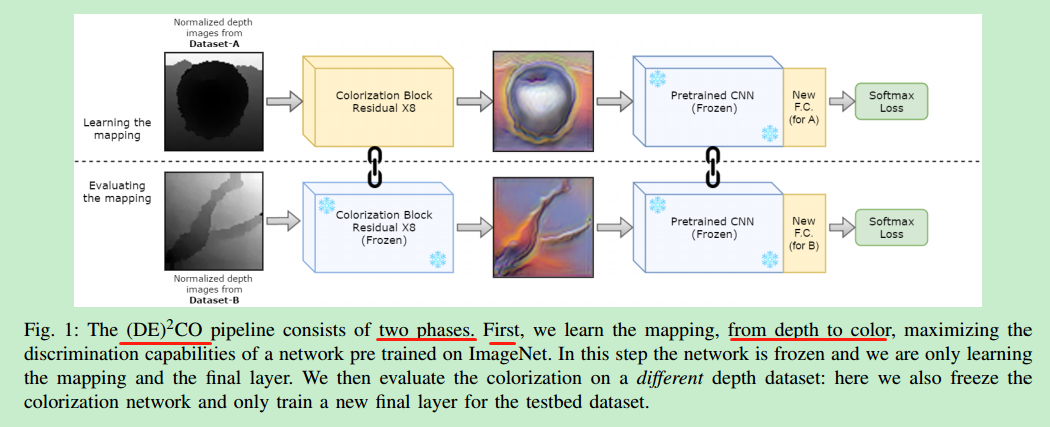 Normalized depth
images from
Dataset-A
Learning the
mapping
Colorization Block
Residual X8
Pretrained CNN
(Frozen)
New
F.C.
(for A)
Softmax
Loss
Evaluating
the mapping
Colorization Block
Residual X8
(Frozen)
Pretrained CNN
(Frozen)
New
F.C.
(for B)
Softmax
Loss
Normalized depth
images from
Dataset-B
Fig. 1: The (DE)²CO pipeline consists of two phases. First, we learn the mapping, from depth to color, maximizing the
discrimination capabilities of a network pre trained on ImageNet. In this step the network is frozen and we are only learning
the mapping and the final layer. We then evaluate the colorization on a different depth dataset: here we also freeze the
colorization network and only train a new final layer for the testbed dataset.